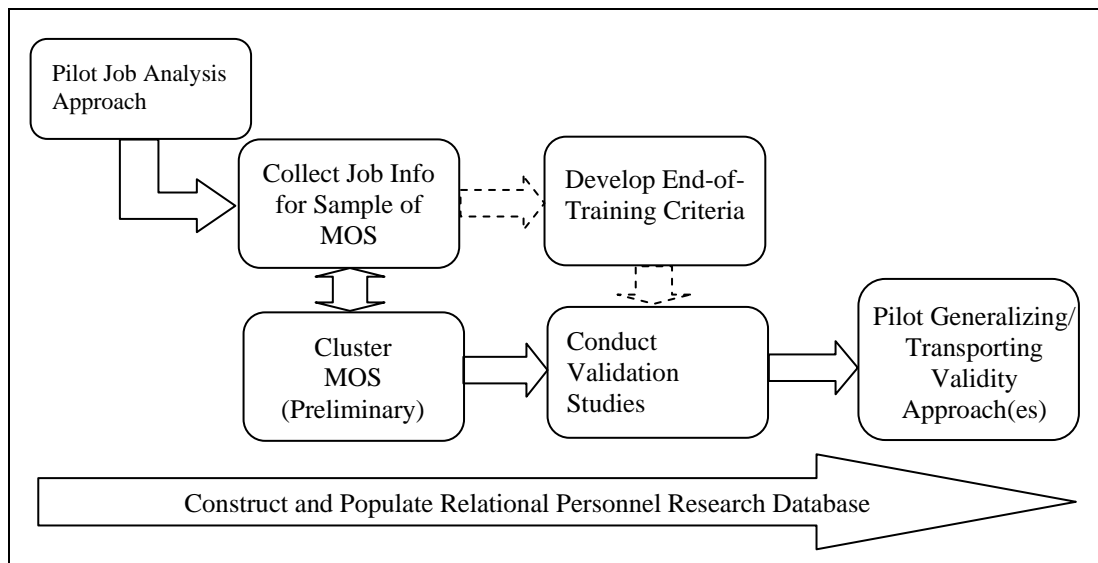 Pilot Job Analysis
Approach
Collect Job Info
for Sample of
MOS
Develop End-of-
Training Criteria
Cluster
MOS
(Preliminary)
Conduct
Validation
Studies
Pilot Generalizing/
Transporting
Validity
Approach(es)
Construct and Populate Relational Personnel Research Database